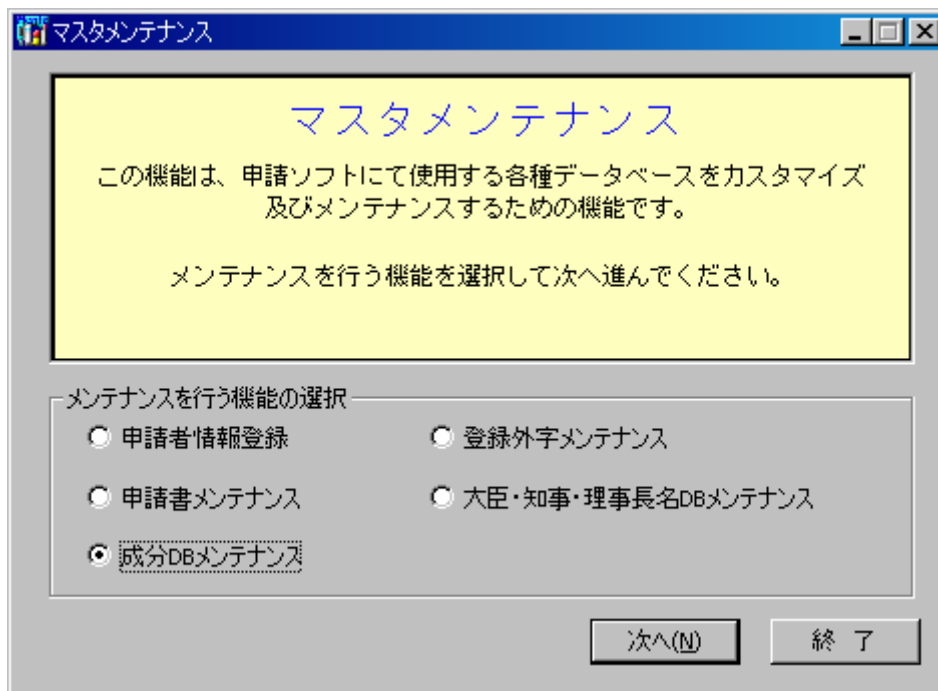 マスタメンテナンス
マスタメンテナンス
この機能は、申請ソフトにて使用する各種データベースをカスタマイズ
及びメンテナンスするための機能です。
メンテナンスを行う機能を選択して次へ進んでください。
メンテナンスを行う機能の選択
申請者情報登録
登録外字メンテナンス
申請書メンテナンス
大臣・知事・理事長名DBメンテナンス
成分DBメンテナンス
次へ(N)
終 了